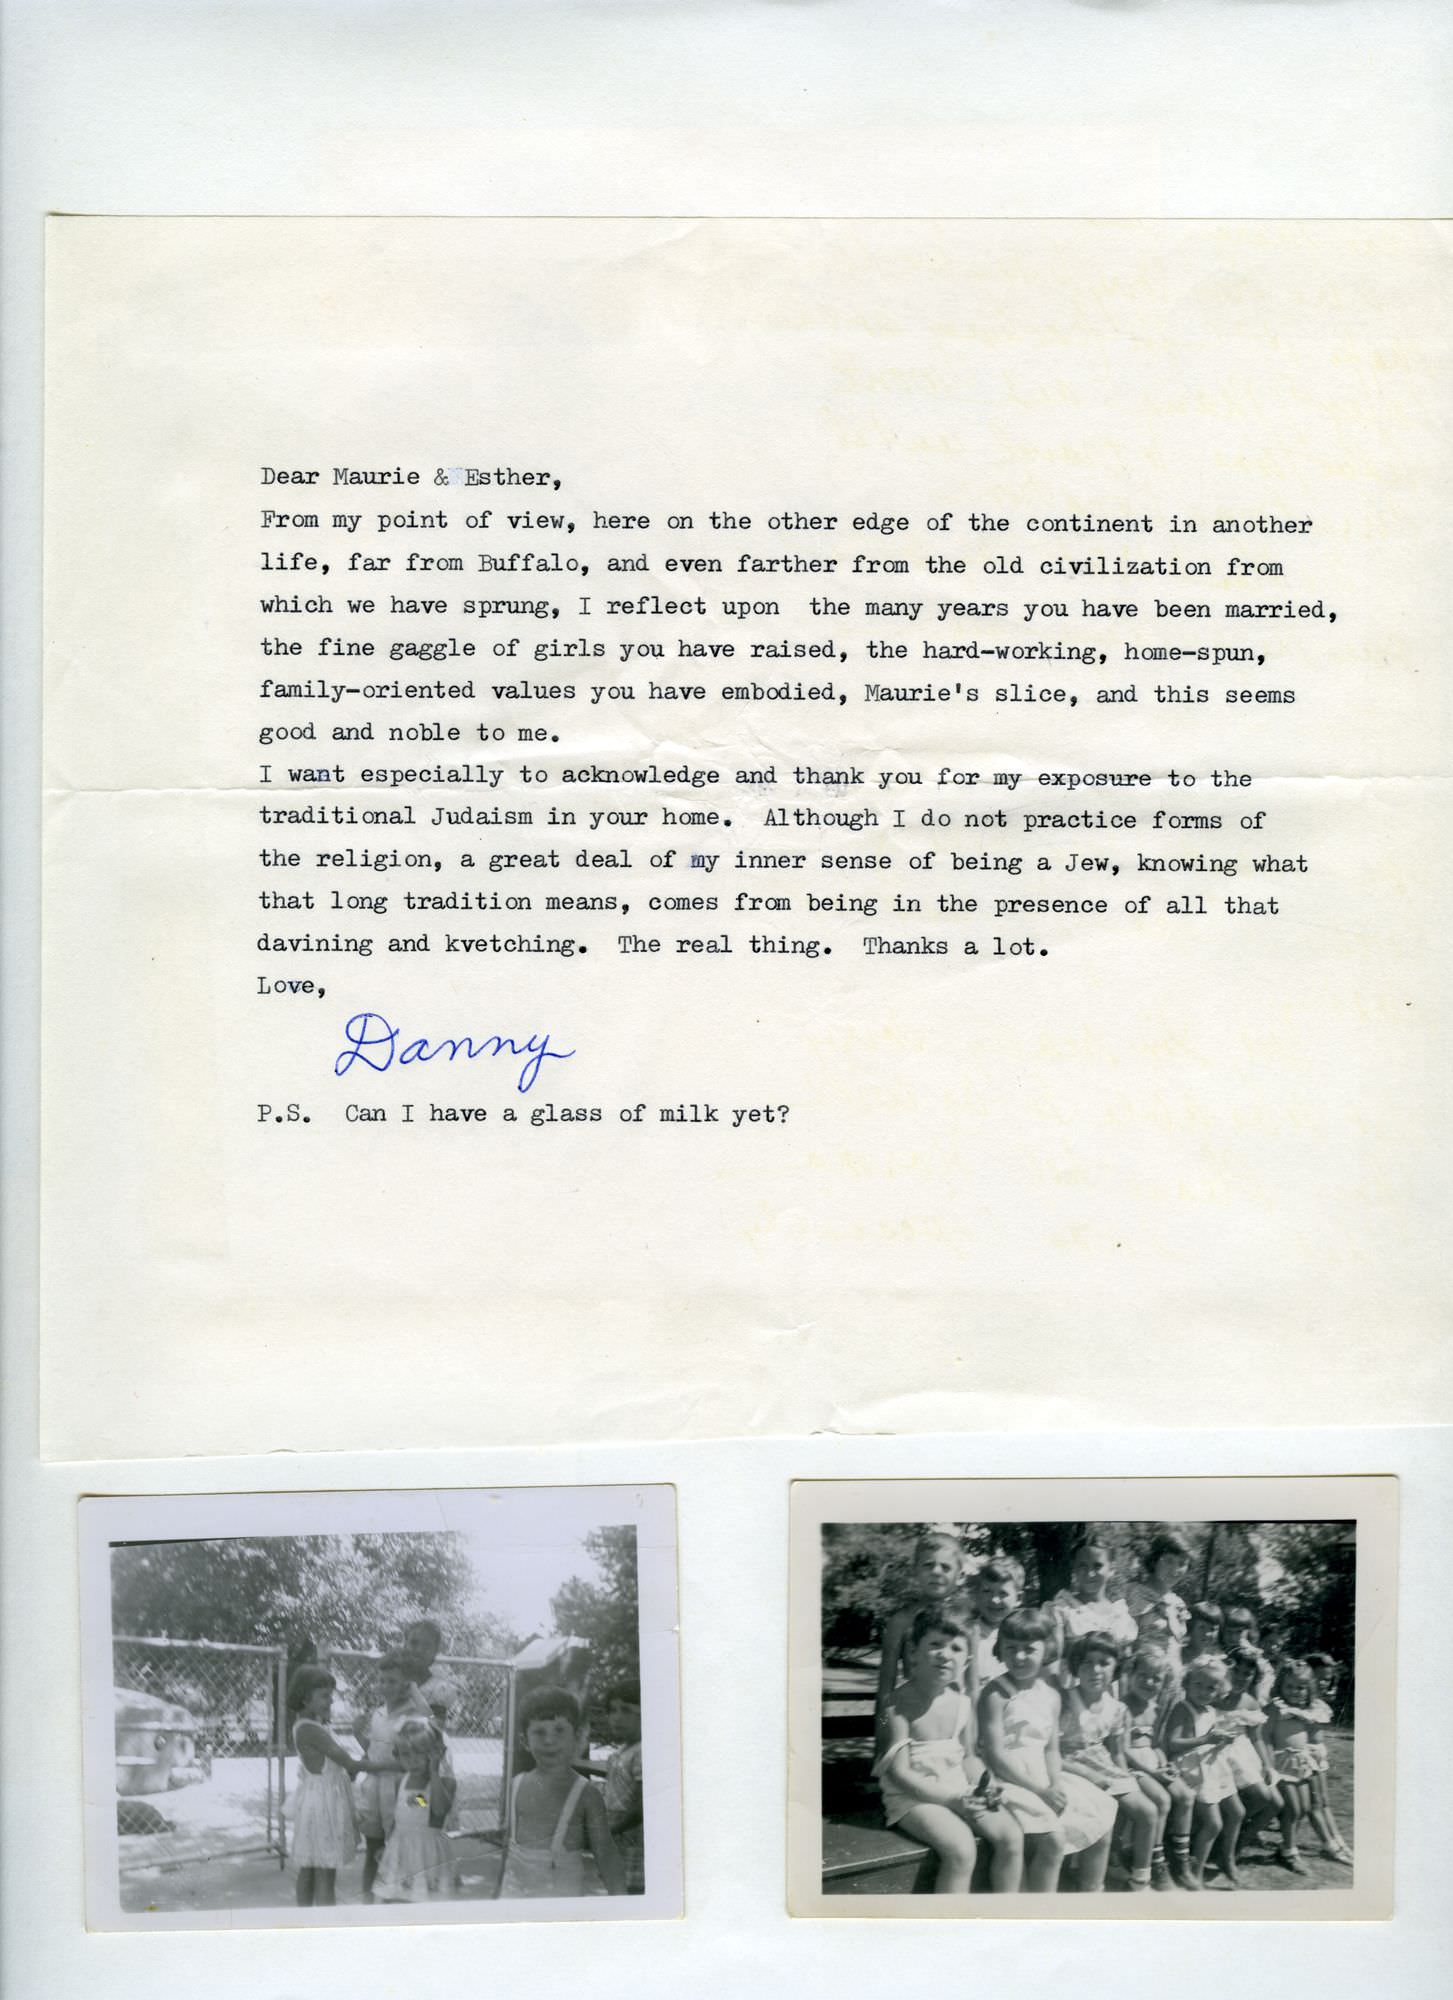 Dear Maurie & Esther,
From my point of view, here on the other edge of the continent in another
life, far from Buffalo, and even farther from the old civilization from
which we have sprung, I reflect upon the many years you have been married,
the fine gaggle of girls you have raised, the hard-working, home-spun,
family-oriented values you have embodied, Maurie's slice, and this seems
good and noble to me.
I want especially to acknowledge and thank you for my exposure to the
traditional Judaism in your home. Although I do not practice forms of
the religion, a great deal of my inner sense of being a Jew, knowing what
that long tradition means, comes from being in the presence of all that
davining and kvetching. The real thing. Thanks a lot.
Love,
Danny
P.S. Can I have a glass of milk yet?